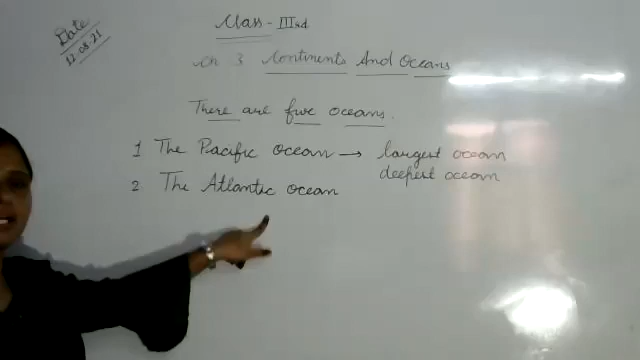 Date
12.08.21
Class - IIIrd
Ch 3 Continents And Oceans
There are five oceans.
1 The Pacific ocean → largest ocean
deepest ocean
2 The Atlantic ocean